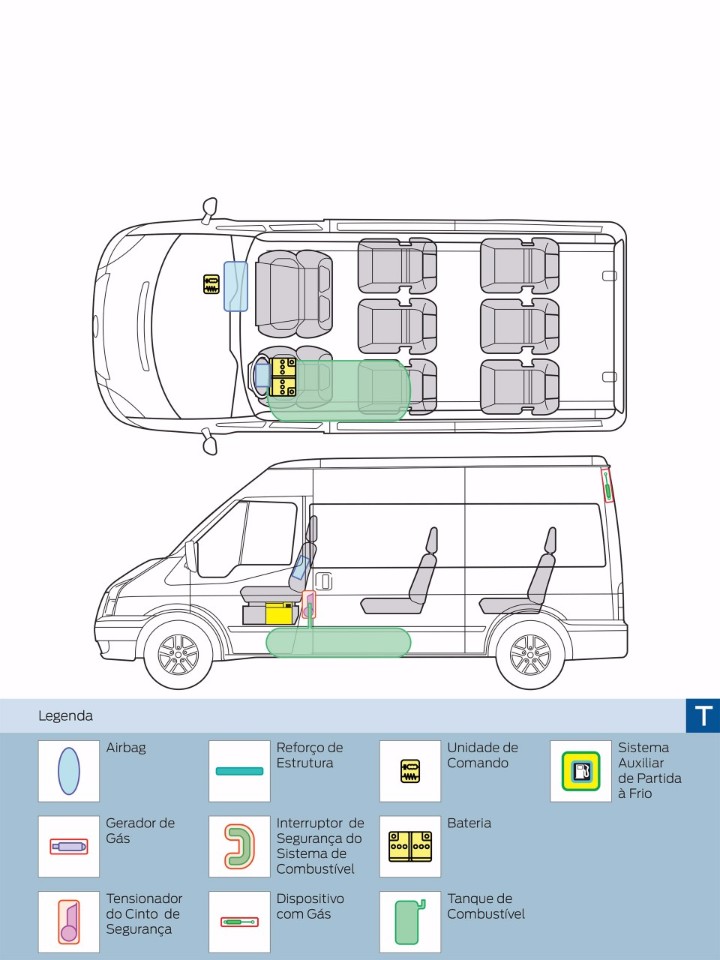 Legenda
T
Airbag
Reforço de
Estrutura
Unidade de
Comando
Sistema
Auxiliar
de Partida
à Frio
Gerador de
Gás
Interruptor de
Segurança do
Sistema de
Combustível
Bateria
Tensionador
do Cinto de
Segurança
Dispositivo
com Gás
Tanque de
Combustível